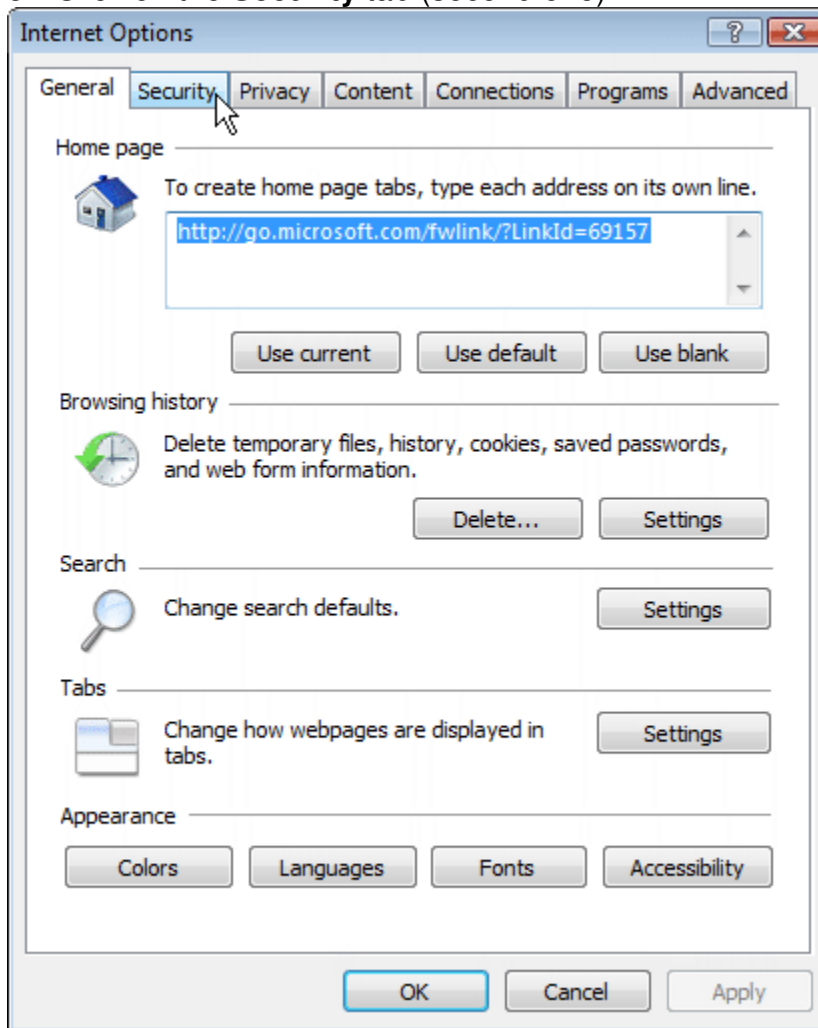 Internet Options
General Security Privacy Content Connections Programs Advanced
Home page
To create home page tabs, type each address on its own line.
http://go.microsoft.com/fwlink/?LinkId=69157
Use current Use default Use blank
Browsing history
Delete temporary files, history, cookies, saved passwords,
and web form information.
Delete... Settings
Search
Change search defaults.
Settings
Tabs
Change how webpages are displayed in
tabs.
Settings
Appearance
Colors Languages Fonts Accessibility
OK Cancel Apply